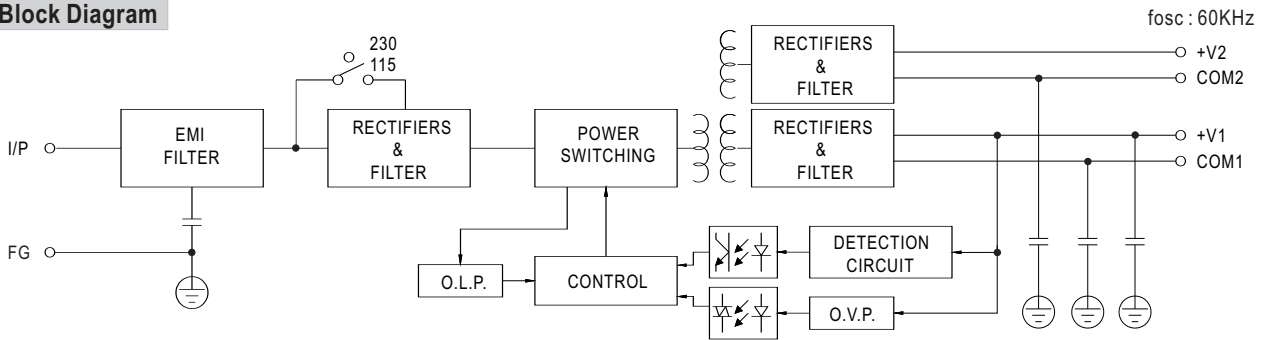 Block Diagram
fosc : 60KHz
230
115
I/P
EMI
FILTER
RECTIFIERS
&
FILTER
POWER
SWITCHING
RECTIFIERS
&
FILTER
+V2
COM2
RECTIFIERS
&
FILTER
+V1
COM1
FG
O.L.P.
CONTROL
DETECTION
CIRCUIT
O.V.P.